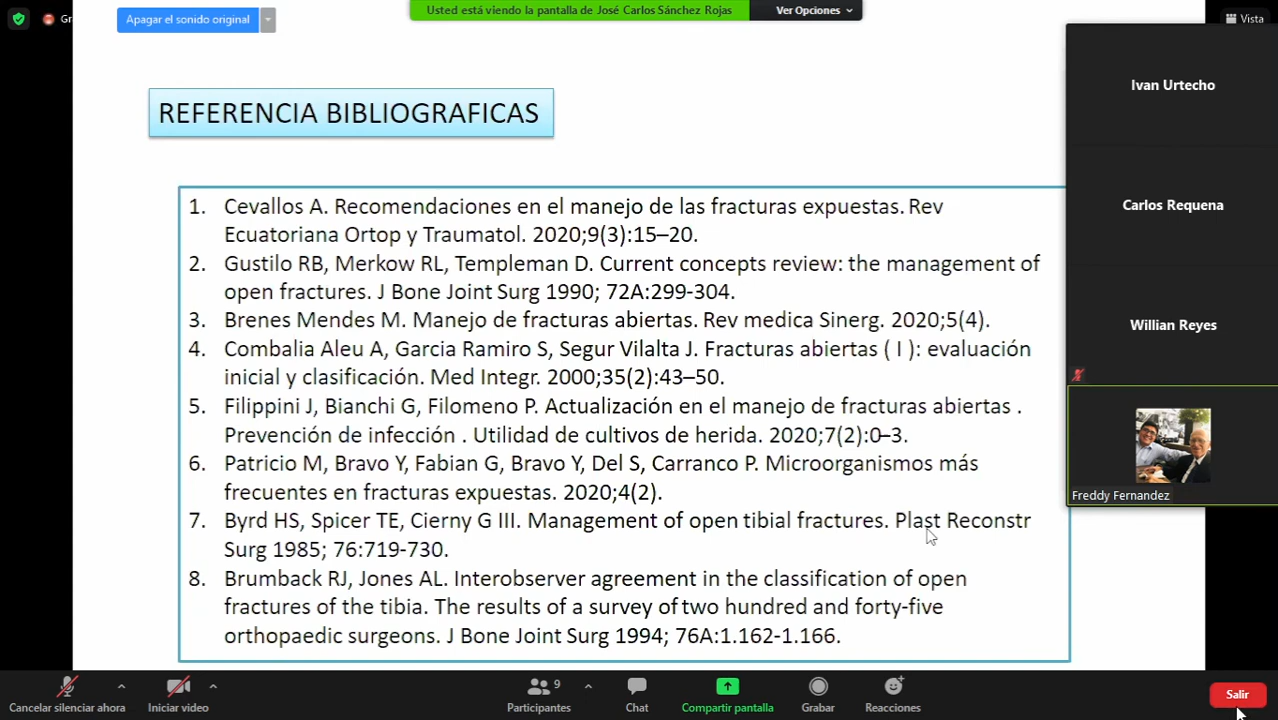 Gr
Apagar el sonido original
Usted está viendo la pantalla de José Carlos Sánchez Rojas
Ver Opciones
Vista
REFERENCIA BIBLIOGRAFICAS
1. Cevallos A. Recomendaciones en el manejo de las fracturas expuestas. Rev
Ecuatoriana Ortop y Traumatol. 2020;9(3):15–20.
2. Gustilo RB, Merkow RL, Templeman D. Current concepts review: the management of
open fractures. J Bone Joint Surg 1990; 72A:299-304.
3. Brenes Mendes M. Manejo de fracturas abiertas. Rev medica Sinerg. 2020;5(4).
4. Combalia Aleu A, Garcia Ramiro S, Segur Vilalta J. Fracturas abiertas ( I ): evaluación
inicial y clasificación. Med Integr. 2000;35(2):43–50.
5. Filippini J, Bianchi G, Filomeno P. Actualización en el manejo de fracturas abiertas .
Prevención de infección . Utilidad de cultivos de herida. 2020;7(2):0–3.
6. Patricio M, Bravo Y, Fabian G, Bravo Y, Del S, Carranco P. Microorganismos más
frecuentes en fracturas expuestas. 2020;4(2).
7. Byrd HS, Spicer TE, Cierny G III. Management of open tibial fractures. Plast Reconstr
Surg 1985; 76:719-730.
8. Brumback RJ, Jones AL. Interobserver agreement in the classification of open
fractures of the tibia. The results of a survey of two hundred and forty-five
orthopaedic surgeons. J Bone Joint Surg 1994; 76A:1.162-1.166.
Ivan Urtecho
Carlos Requena
Willian Reyes
Freddy Fernandez
Cancelar silenciar ahora
Iniciar video
9
Participantes
Chat
Compartir pantalla
Grabar
Reacciones
Salir